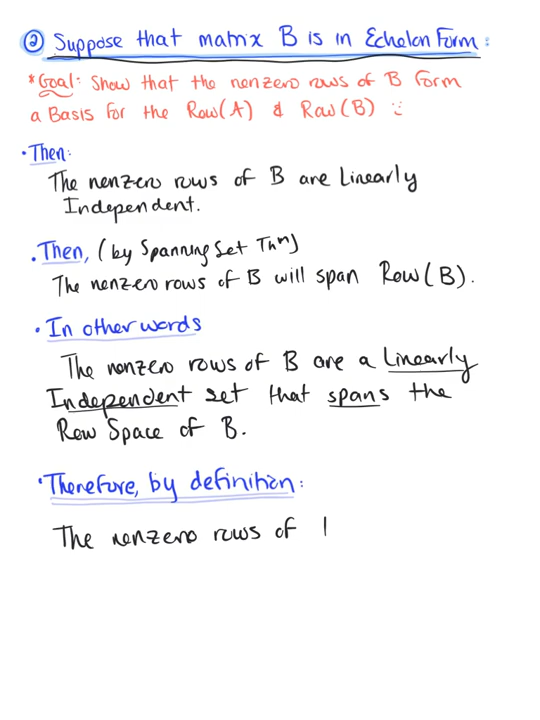 ② Suppose that matrix B is in Echelon Form:
*Goal: Show that the nonzero rows of B form
a Basis for the Row(A) & Row(B) :)
• Then:
The nonzero rows of B are Linearly
Independent.
• Then, (by Spanning Set Thᵐ)
The nonzero rows of B will span Row(B).
• In other words
The nonzero rows of B are a Linearly
Independent set that spans the
Row Space of B.
• Therefore, by definition:
The nonzero rows of